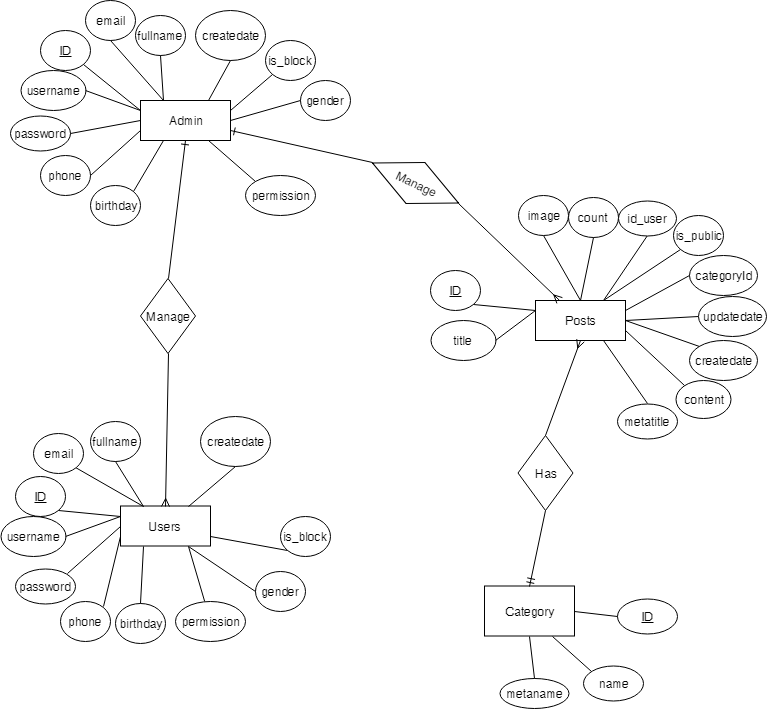 email
fullname
createdate
ID
is_block
username
gender
Admin
password
phone
birthday
permission
Manage
image
count
id_user
is_public
categoryId
ID
updatedate
Posts
title
createdate
content
metatitle
Manage
fullname
createdate
email
Has
ID
username
Users
is_block
password
gender
phone
birthday
permission
Category
ID
name
metaname